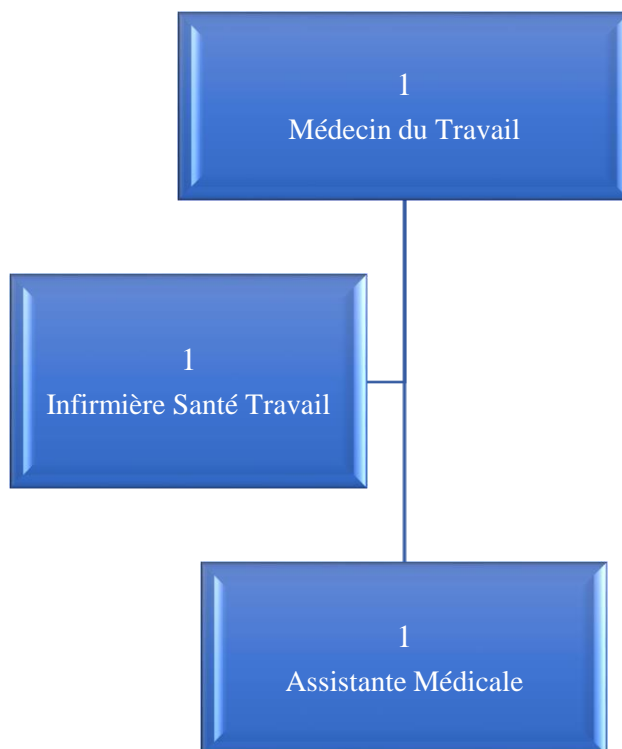 1
Médecin du Travail
1
Infirmière Santé Travail
1
Assistante Médicale